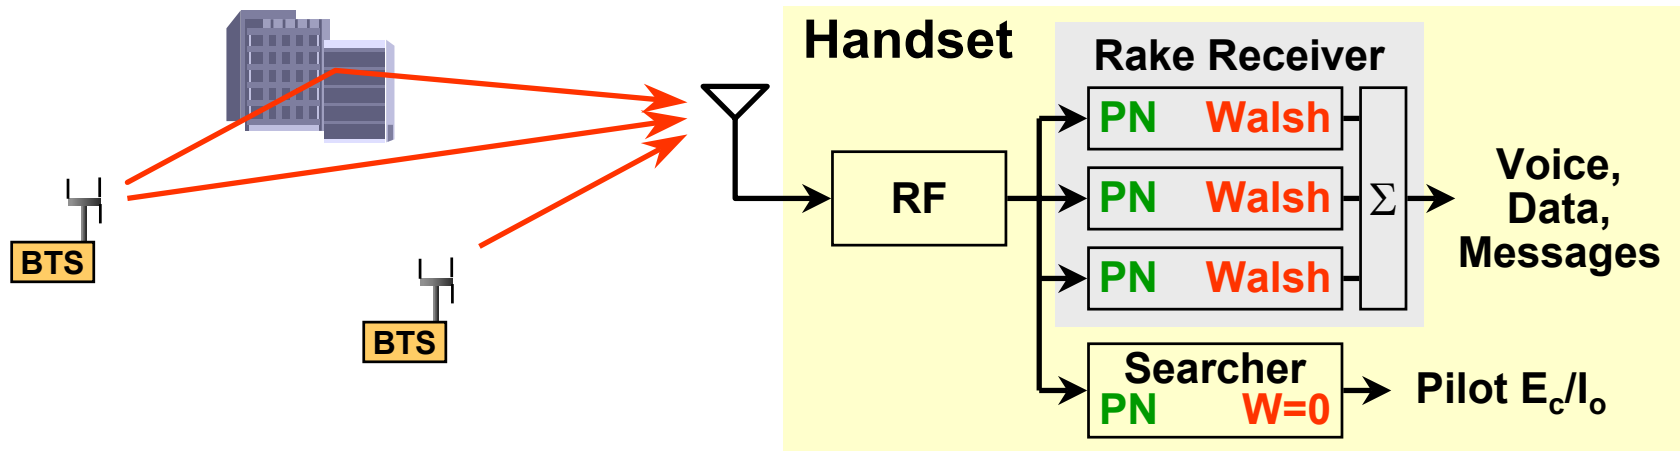 Handset
Rake Receiver
PN Walsh
PN Walsh
PN Walsh
Σ
RF
Voice,
Data,
Messages
BTS
BTS
Searcher
PN W=0
Pilot Ec/Io